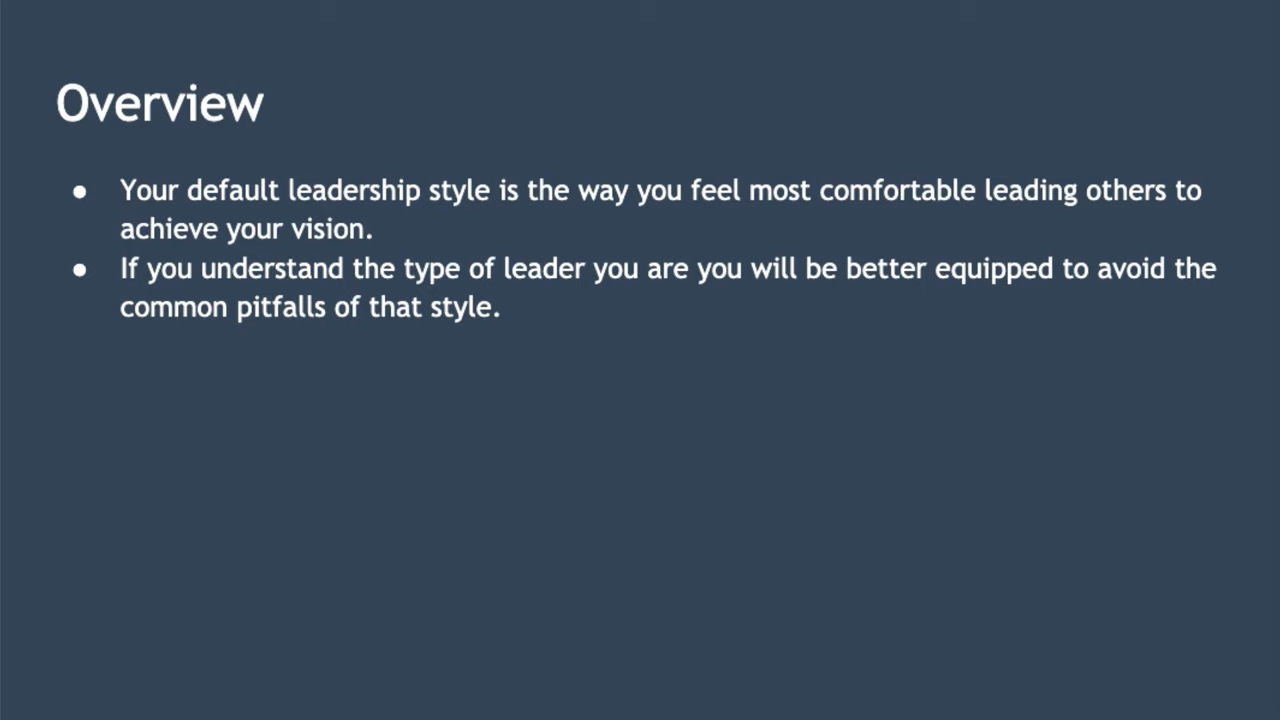 Overview
● Your default leadership style is the way you feel most comfortable leading others to
achieve your vision.
● If you understand the type of leader you are you will be better equipped to avoid the
common pitfalls of that style.